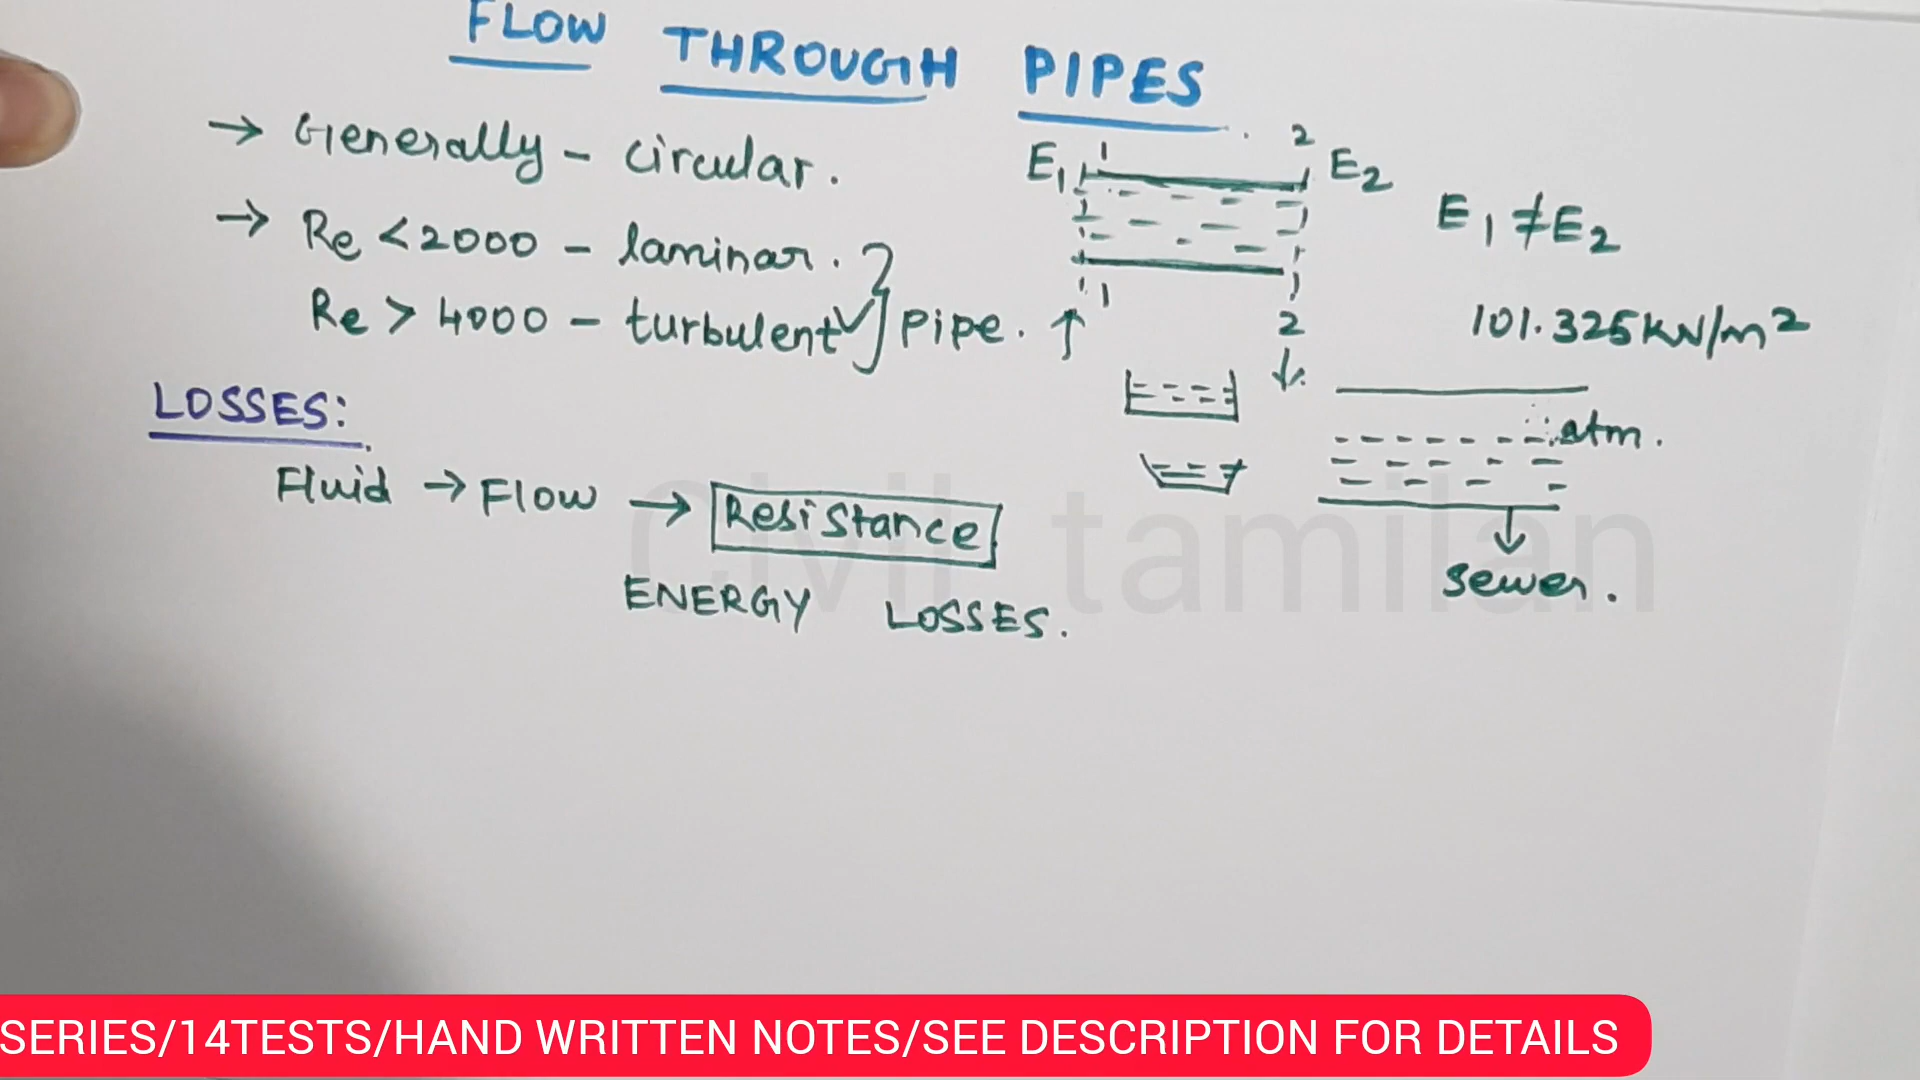 FLOW THROUGH PIPES
→ Generally - circular.
→ Re < 2000 - laminar.
Re > 4000 - turbulent ✓ } Pipe. ↑
E1 1 2 E2
E1 ≠ E2
1 2
101.325 kN/m2
atm.
sewer.
LOSSES:
Fluid → Flow → Resistance
ENERGY LOSSES.
Civil tamilan
SERIES/14TESTS/HAND WRITTEN NOTES/SEE DESCRIPTION FOR DETAILS